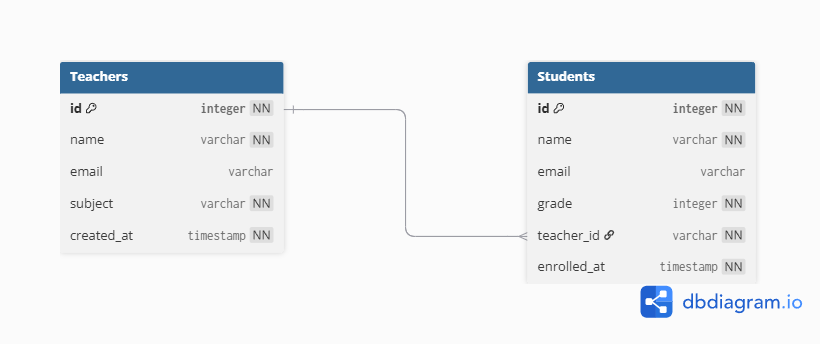 Teachers
id integer NN
name varchar NN
email varchar
subject varchar NN
created_at timestamp NN
Students
id integer NN
name varchar NN
email varchar
grade integer NN
teacher_id varchar NN
enrolled_at timestamp NN
dbdiagram.io